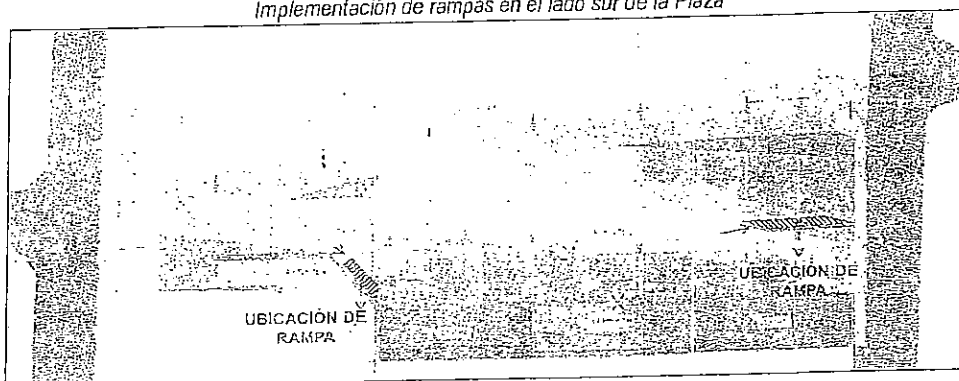 Implementación de rampas en el lado sur de la Plaza
UBICACIÓN DE
RAMPA
UBICACIÓN DE
RAMPA